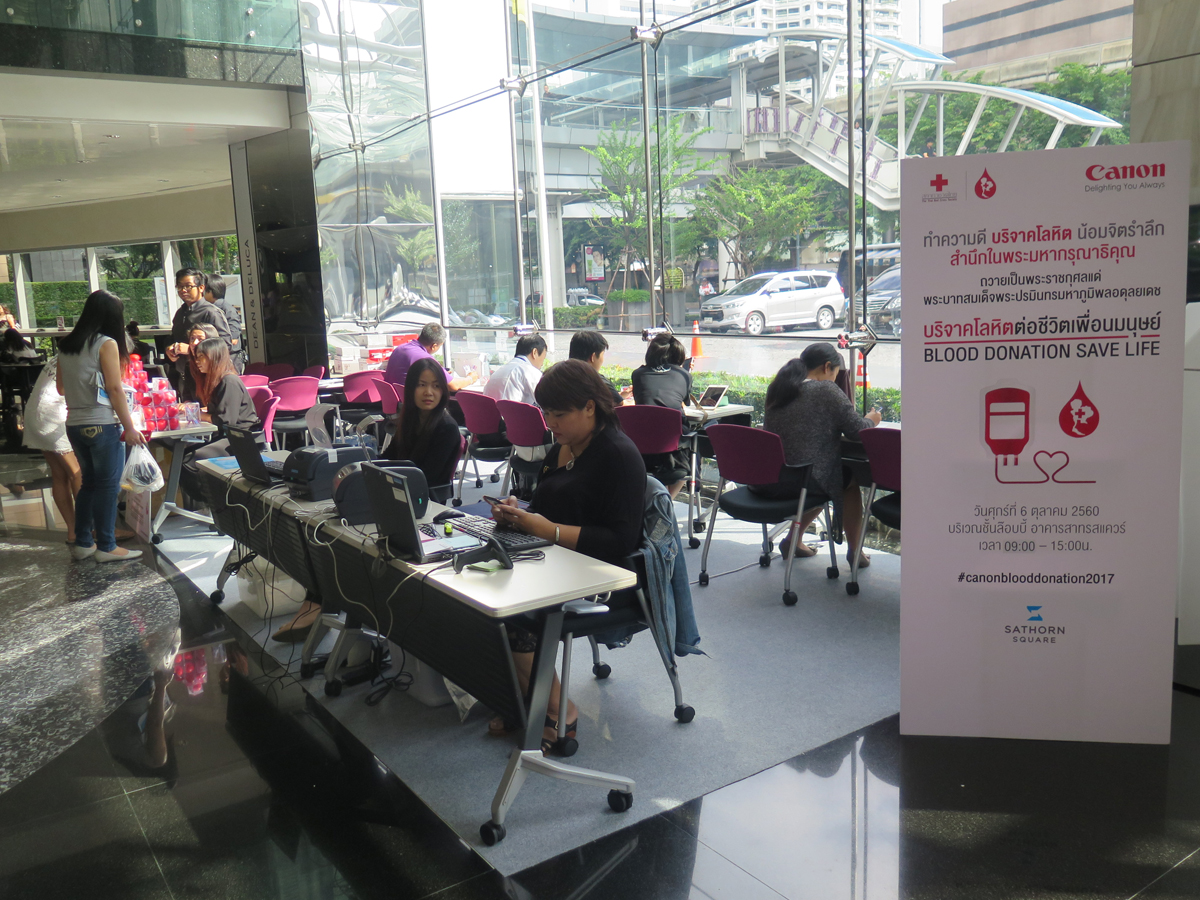 DEAN & DELUCA
Canon
Delighting You Always
ทำความดี บริจาคโลหิต น้อมจิตรำลึก
สำนึกในพระมหากรุณาธิคุณ
ถวายเป็นพระราชกุศลแด่
พระบาทสมเด็จพระปรมินทรมหาภูมิพลอดุลยเดช
บริจาคโลหิตต่อชีวิตเพื่อนมนุษย์
BLOOD DONATION SAVE LIFE
วันศุกร์ที่ 6 ตุลาคม 2560
บริเวณชั้นล็อบบี้ อาคารสาทรสแควร์
เวลา 09:00 – 15:00น.
#canonblooddonation2017
SATHORN
SQUARE